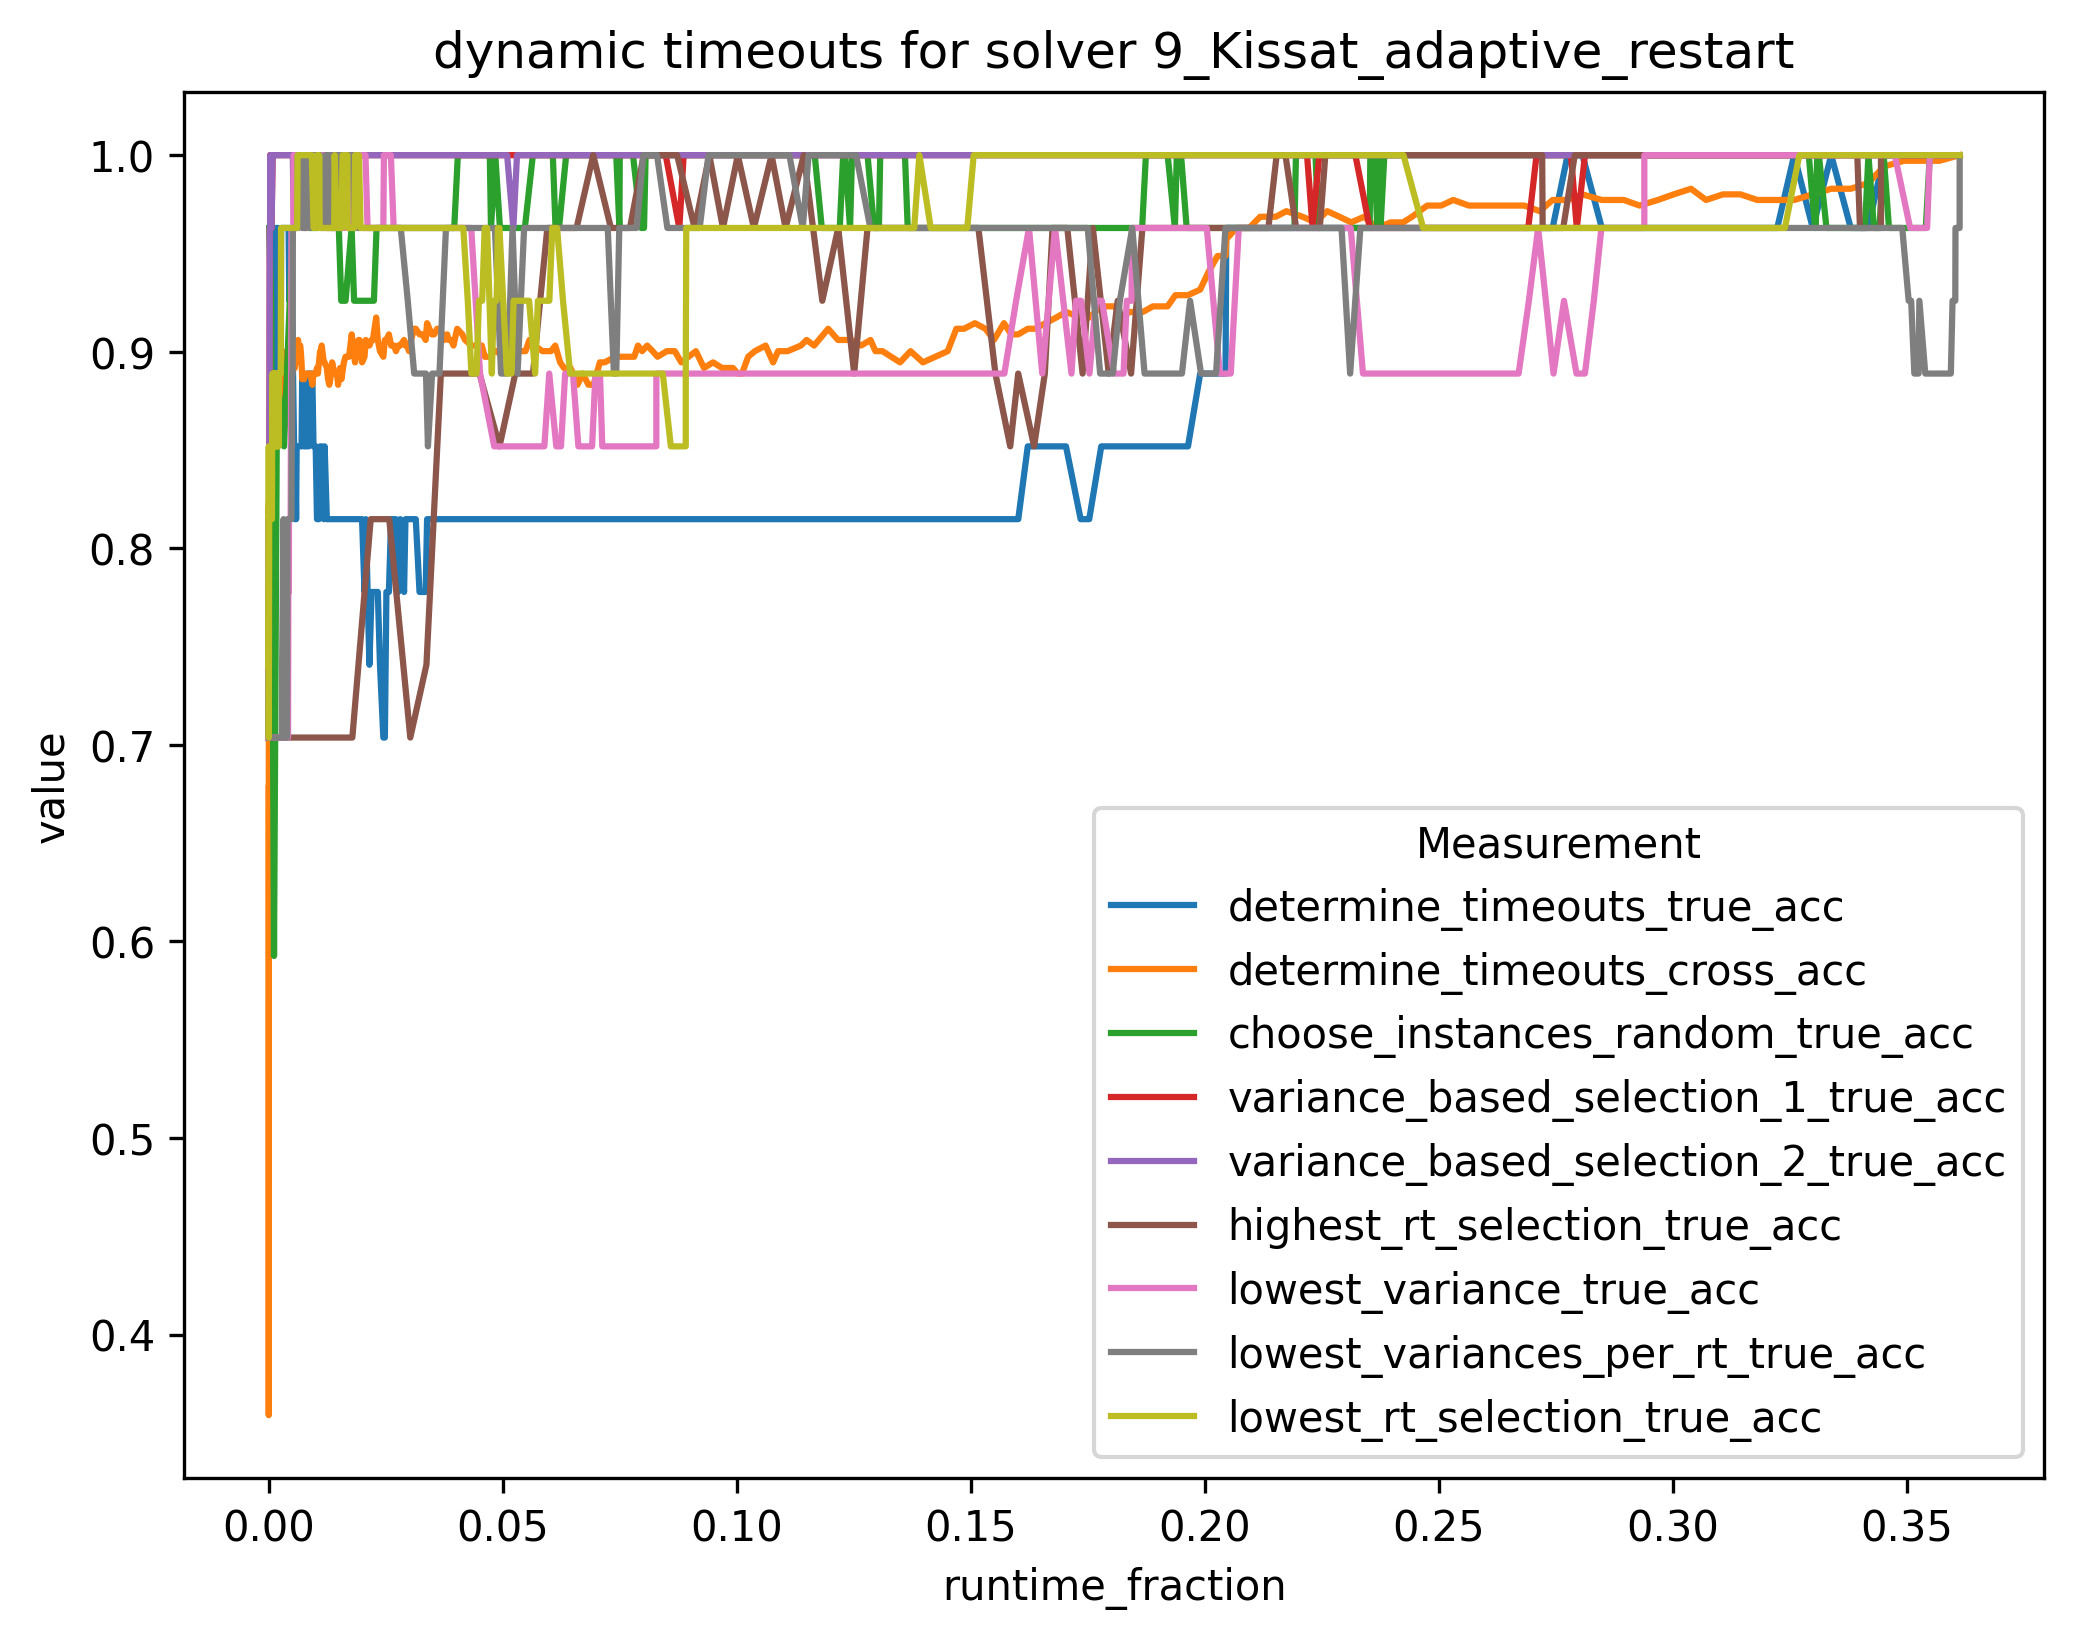 dynamic timeouts for solver 9_Kissat_adaptive_restart
1.0
0.9
0.8
0.7
0.6
0.5
0.4
value
Measurement
determine_timeouts_true_acc
determine_timeouts_cross_acc
choose_instances_random_true_acc
variance_based_selection_1_true_acc
variance_based_selection_2_true_acc
highest_rt_selection_true_acc
lowest_variance_true_acc
lowest_variances_per_rt_true_acc
lowest_rt_selection_true_acc
0.00 0.05 0.10 0.15 0.20 0.25 0.30 0.35
runtime_fraction